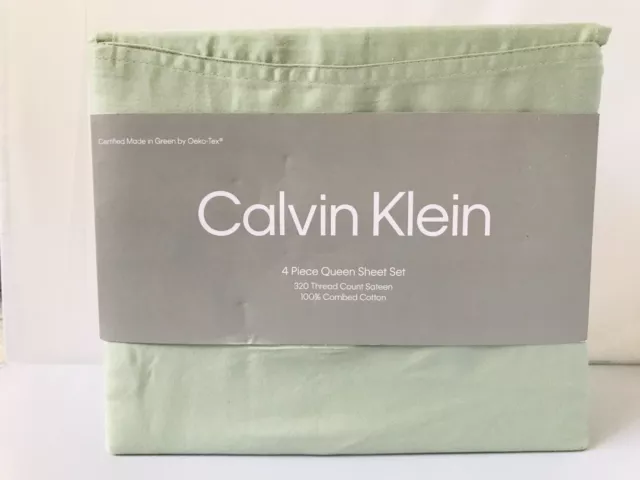 Certified Made in Green by Oeko-Tex®
Calvin Klein
4 Piece Queen Sheet Set
320 Thread Count Sateen
100% Combed Cotton